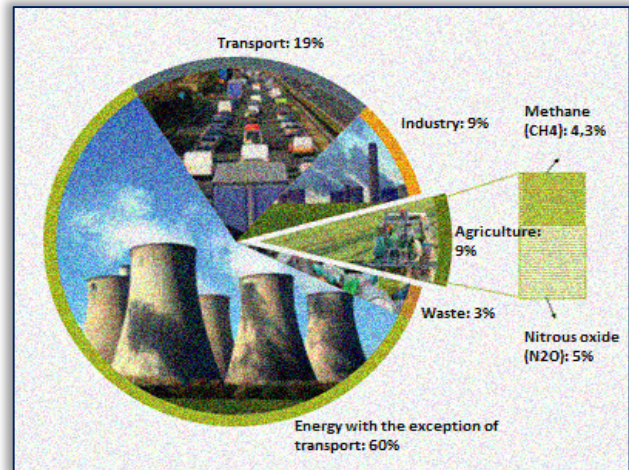 Transport: 19%
Industry: 9%
Methane
(CH4): 4,3%
Agriculture:
9%
Waste: 3%
Nitrous oxide
(N2O): 5%
Energy with the exception of
transport: 60%